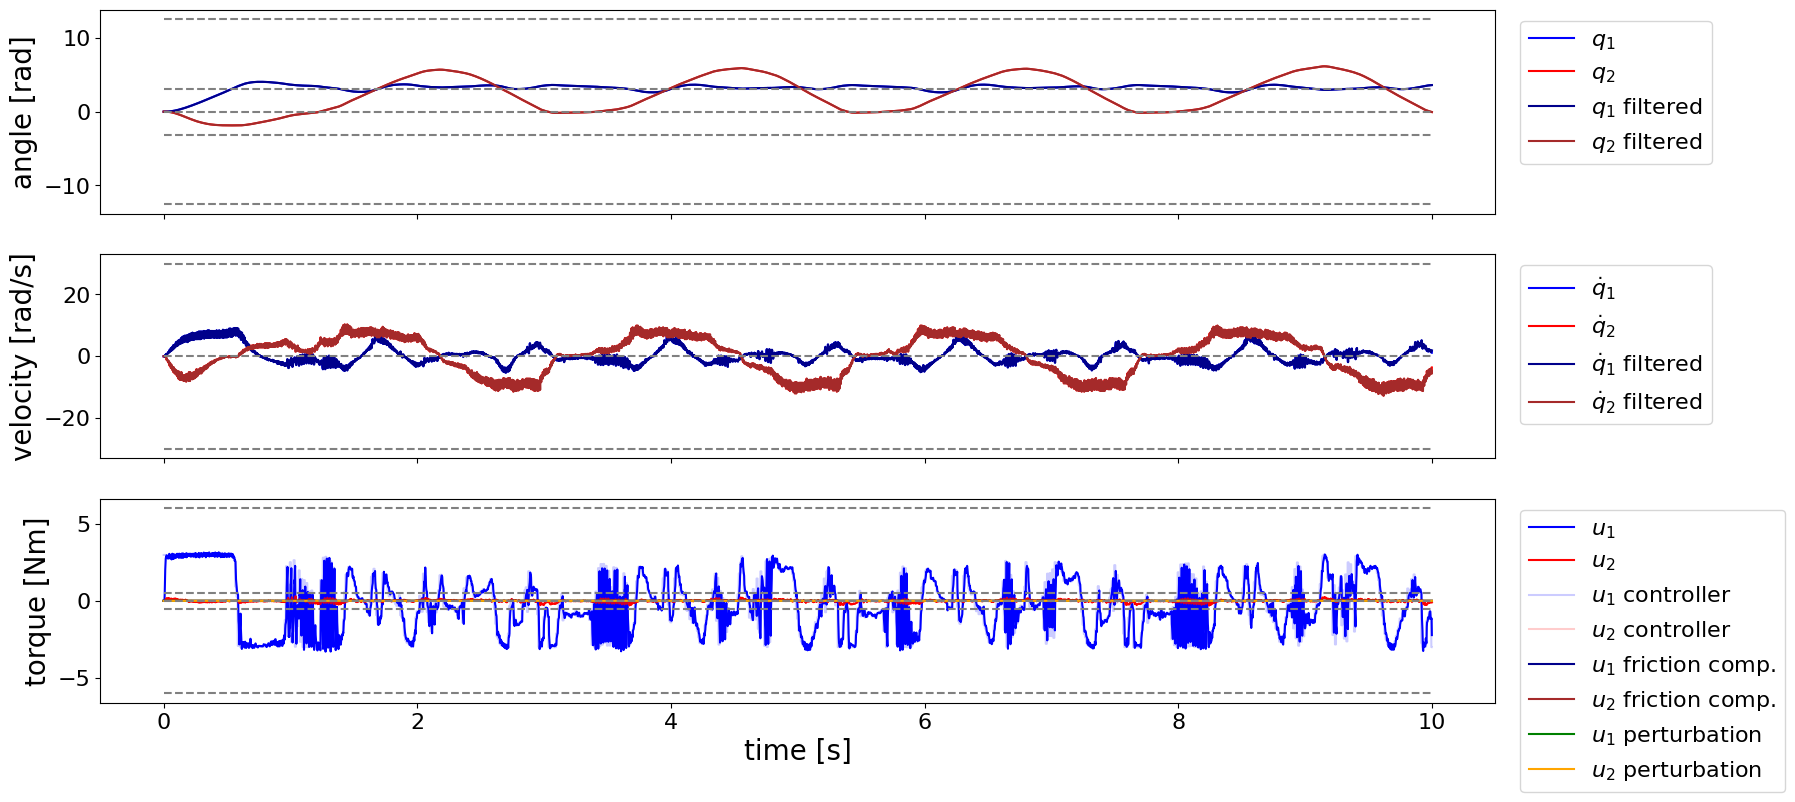 angle [rad]
10
0
−10
q₁
q₂
q₁ filtered
q₂ filtered
velocity [rad/s]
20
0
−20
q̇₁
q̇₂
q̇₁ filtered
q̇₂ filtered
torque [Nm]
5
0
−5
0 2 4 6 8 10
time [s]
u₁
u₂
u₁ controller
u₂ controller
u₁ friction comp.
u₂ friction comp.
u₁ perturbation
u₂ perturbation